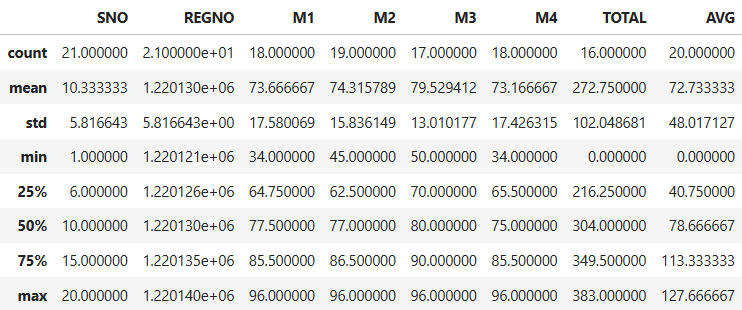 SNO REGNO M1 M2 M3 M4 TOTAL AVG
count 21.000000 2.100000e+01 18.000000 19.000000 17.000000 18.000000 16.000000 20.000000
mean 10.333333 1.220130e+06 73.666667 74.315789 79.529412 73.166667 272.750000 72.733333
std 5.816643 5.816643e+00 17.580069 15.836149 13.010177 17.426315 102.048681 48.017127
min 1.000000 1.220121e+06 34.000000 45.000000 50.000000 34.000000 0.000000 0.000000
25% 6.000000 1.220126e+06 64.750000 62.500000 70.000000 65.500000 216.250000 40.750000
50% 10.000000 1.220130e+06 77.500000 77.000000 80.000000 75.000000 304.000000 78.666667
75% 15.000000 1.220135e+06 85.500000 86.500000 90.000000 85.500000 349.500000 113.333333
max 20.000000 1.220140e+06 96.000000 96.000000 96.000000 96.000000 383.000000 127.666667